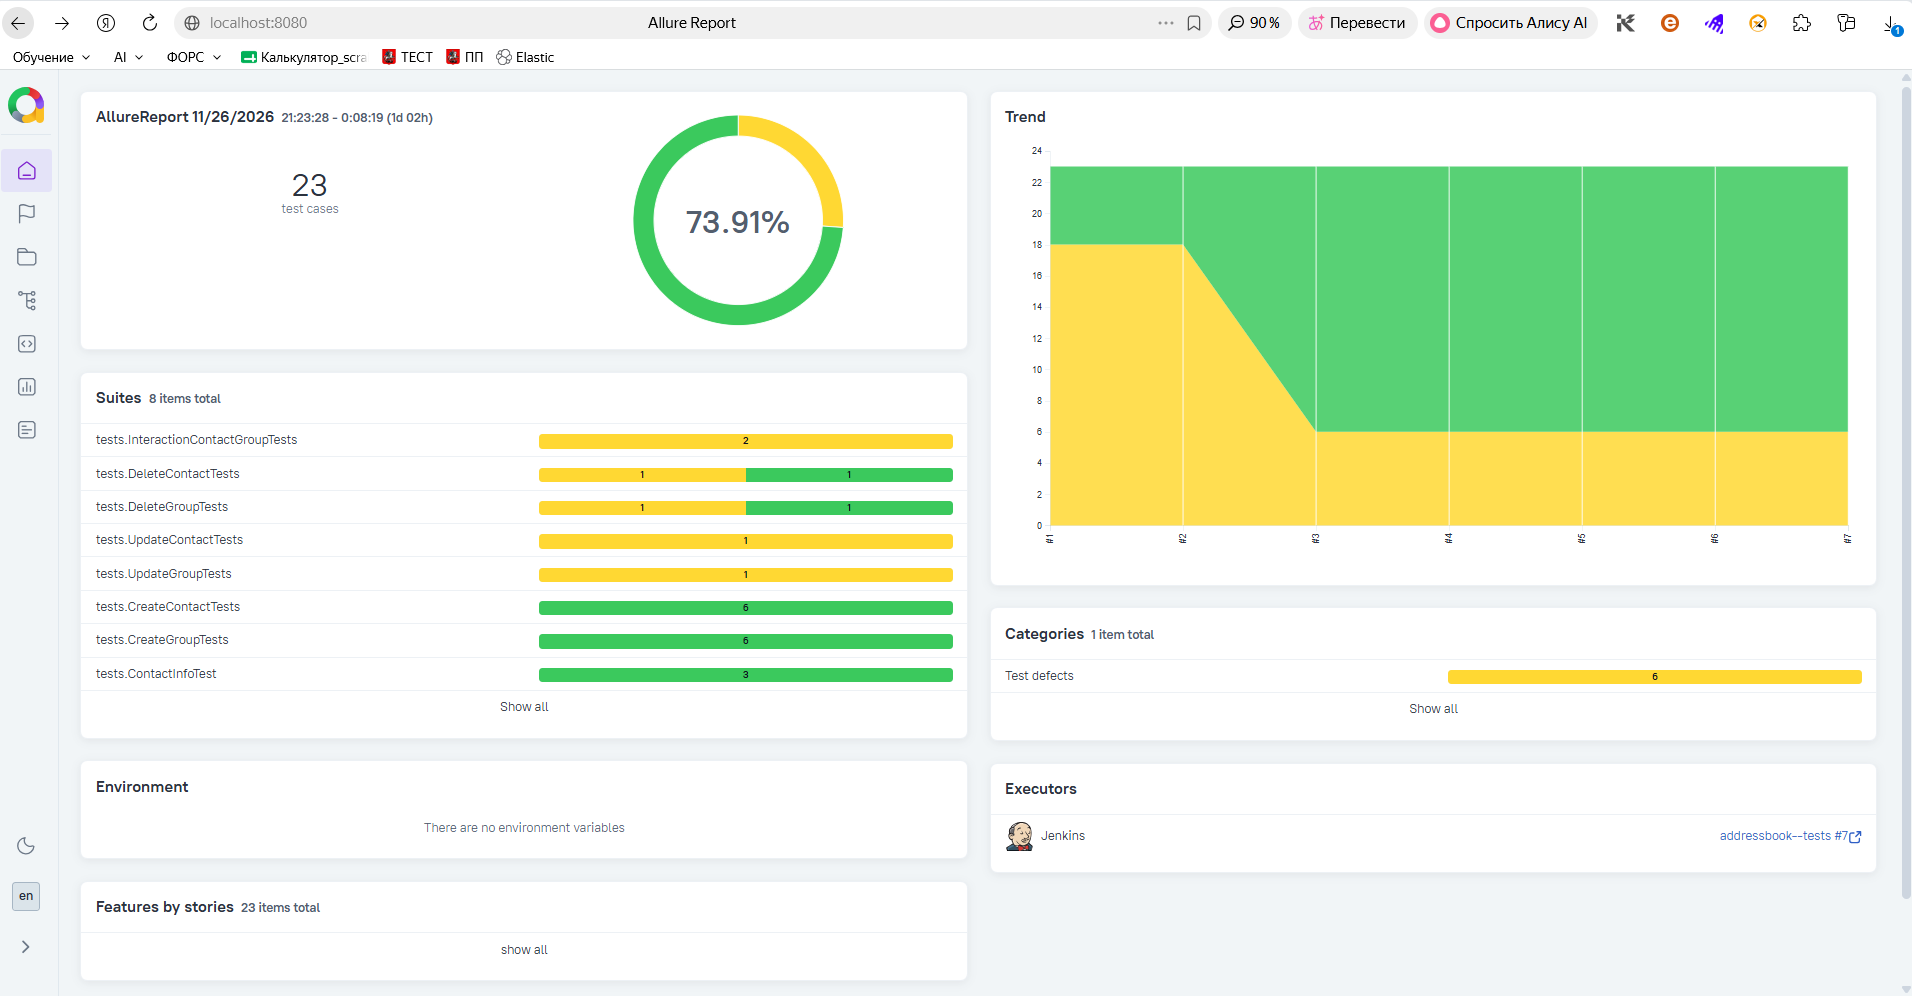 localhost:8080
Allure Report
90 %
Перевести
Спросить Алису AI
1
Обучение
AI
ФОРС
Калькулятор_scra
ТЕСТ
ПП
Elastic
AllureReport 11/26/2026 21:23:28 - 0:08:19 (1d 02h)
23
test cases
73.91%
Suites 8 items total
tests.InteractionContactGroupTests 2
tests.DeleteContactTests 1 1
tests.DeleteGroupTests 1 1
tests.UpdateContactTests 1
tests.UpdateGroupTests 1
tests.CreateContactTests 6
tests.CreateGroupTests 6
tests.ContactInfoTest 3
Show all
Environment
There are no environment variables
Features by stories 23 items total
show all
en
Trend
24
22
20
18
16
14
12
10
8
6
4
2
0
#1 #2 #3 #4 #5 #6 #7
Categories 1 item total
Test defects 6
Show all
Executors
Jenkins addressbook--tests #7